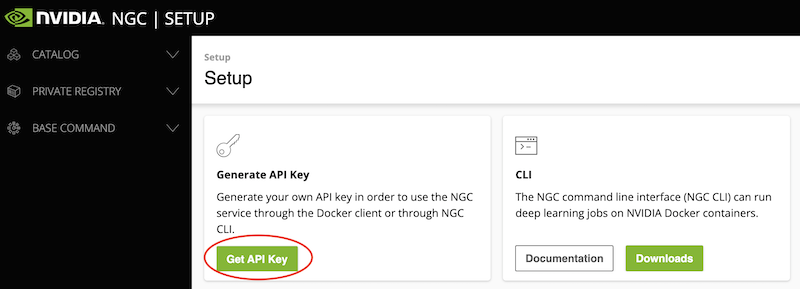 NVIDIA. NGC | SETUP
CATALOG
PRIVATE REGISTRY
BASE COMMAND
Setup
Setup
Generate API Key
Generate your own API key in order to use the NGC
service through the Docker client or through NGC
CLI.
Get API Key
CLI
The NGC command line interface (NGC CLI) can run
deep learning jobs on NVIDIA Docker containers.
Documentation
Downloads